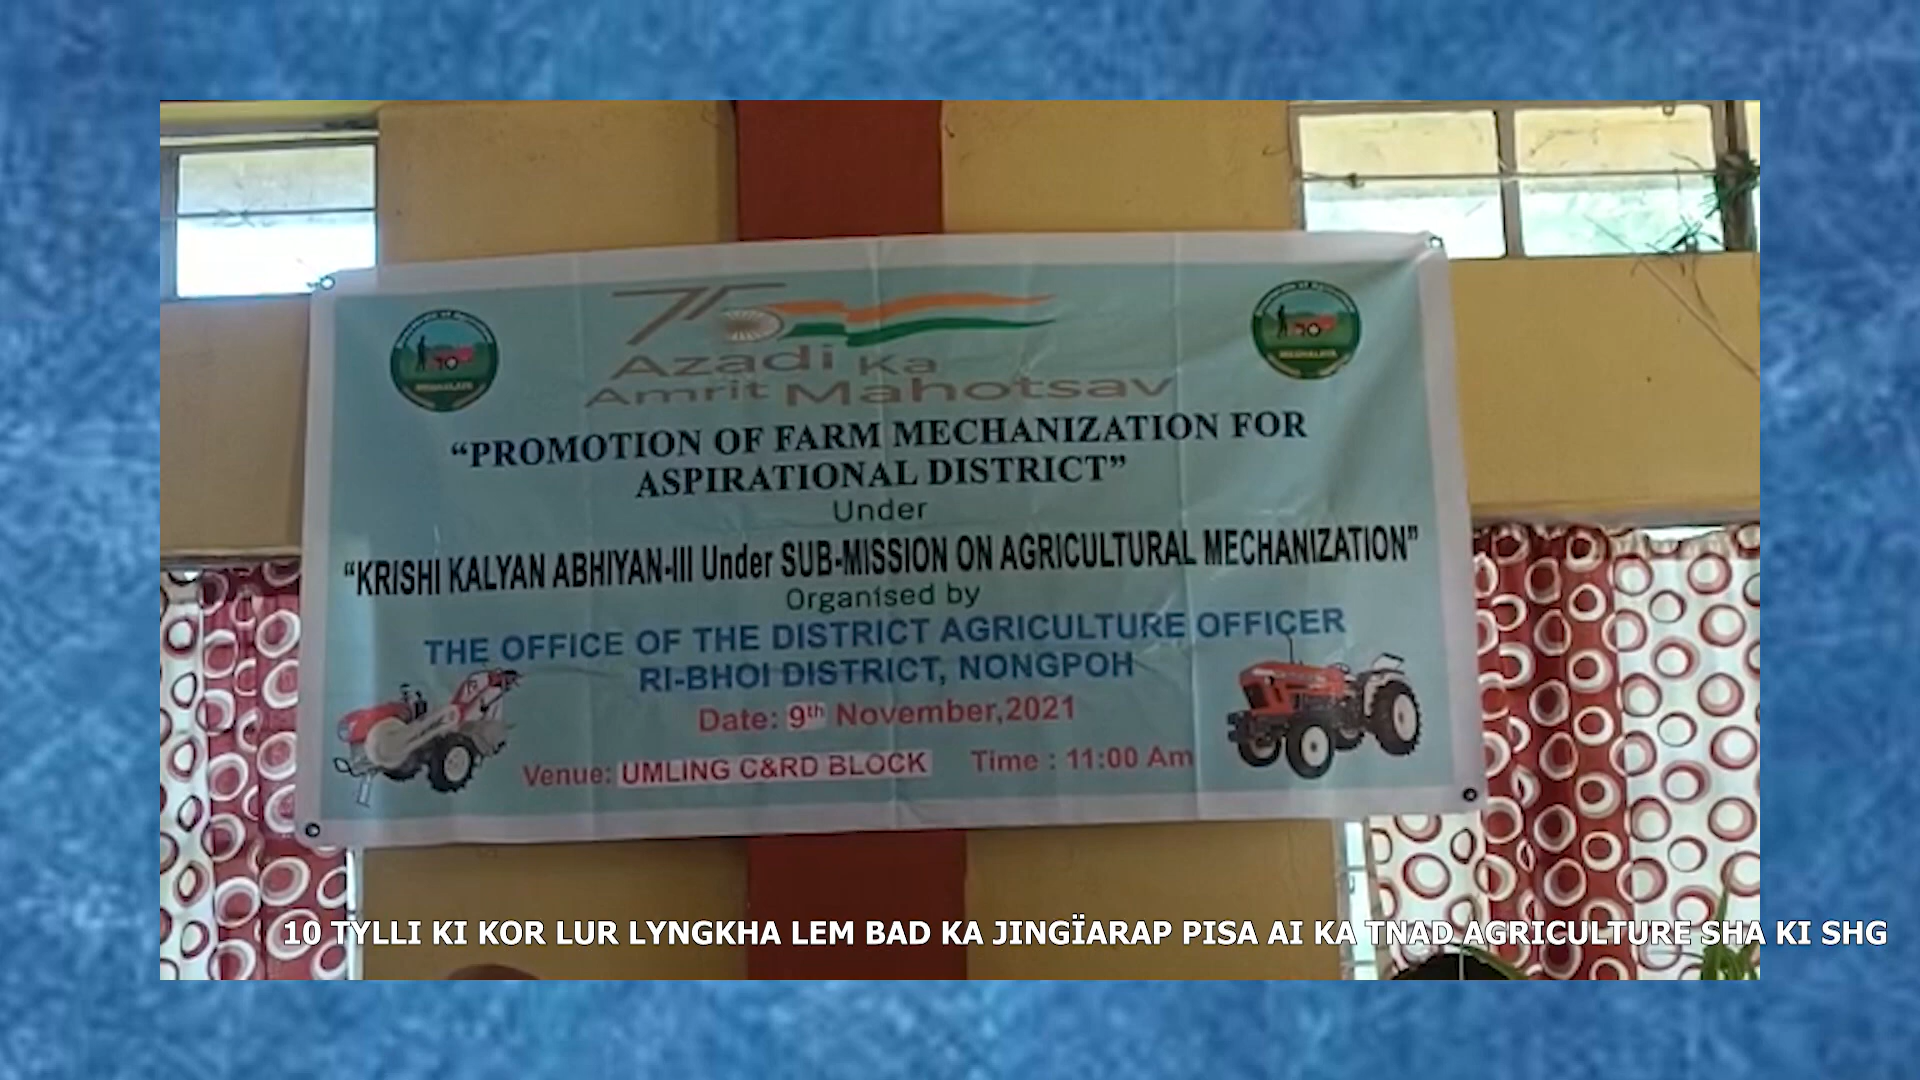 75
Azadi Ka
Amrit Mahotsav
MEGHALAYA
MEGHALAYA
“PROMOTION OF FARM MECHANIZATION FOR
ASPIRATIONAL DISTRICT”
Under
“KRISHI KALYAN ABHIYAN-III Under SUB-MISSION ON AGRICULTURAL MECHANIZATION”
Organised by
THE OFFICE OF THE DISTRICT AGRICULTURE OFFICER
RI-BHOI DISTRICT, NONGPOH
Date: 9th November,2021
Venue: UMLING C&RD BLOCK Time : 11:00 Am
10 TYLLI KI KOR LUR LYNGKHA LEM BAD KA JINGÏARAP PISA AI KA TNAD AGRICULTURE SHA KI SHG